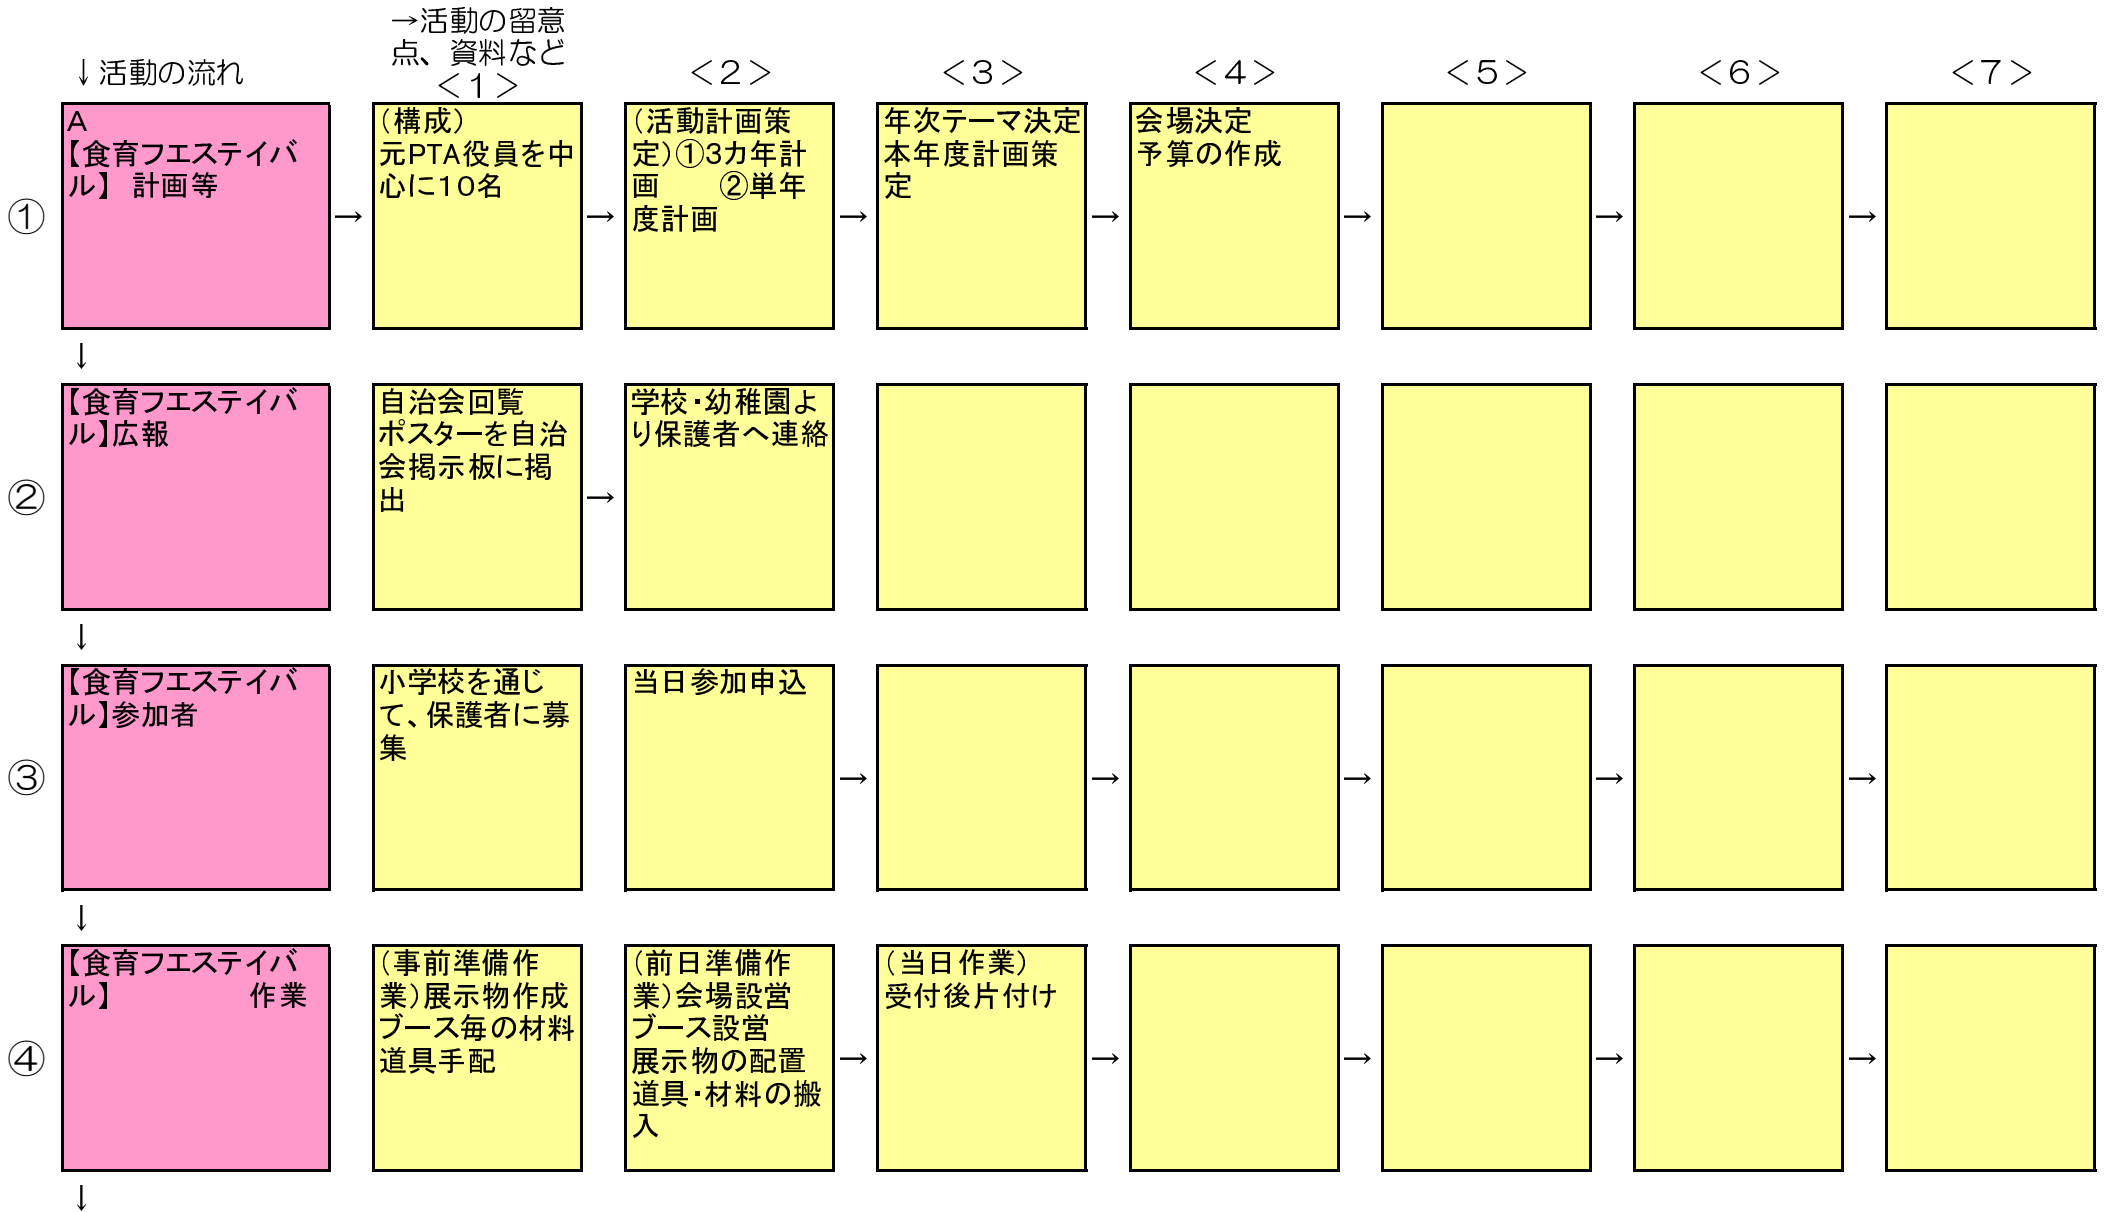 ↓活動の流れ
→活動の留意
点、資料など
＜１＞
＜２＞
＜３＞
＜４＞
＜５＞
＜６＞
＜７＞
①
A
【食育フエステイバ
ル】 計画等
→
（構成）
元PTA役員を中
心に１０名
→
（活動計画策
定）①3カ年計
画　　②単年
度計画
→
年次テーマ決定
本年度計画策
定
→
会場決定
予算の作成
→
→
→
↓
②
【食育フエステイバ
ル】広報
自治会回覧
ポスターを自治
会掲示板に掲
出
→
学校・幼稚園よ
り保護者へ連絡
↓
③
【食育フエステイバ
ル】参加者
小学校を通じ
て、保護者に募
集
当日参加申込
→
→
→
→
→
↓
④
【食育フエステイバ
ル】　　　　　作業
（事前準備作
業）展示物作成
ブース毎の材料
道具手配
（前日準備作
業）会場設営
ブース設営
展示物の配置
道具・材料の搬
入
→
（当日作業）
受付後片付け
→
→
→
→
↓